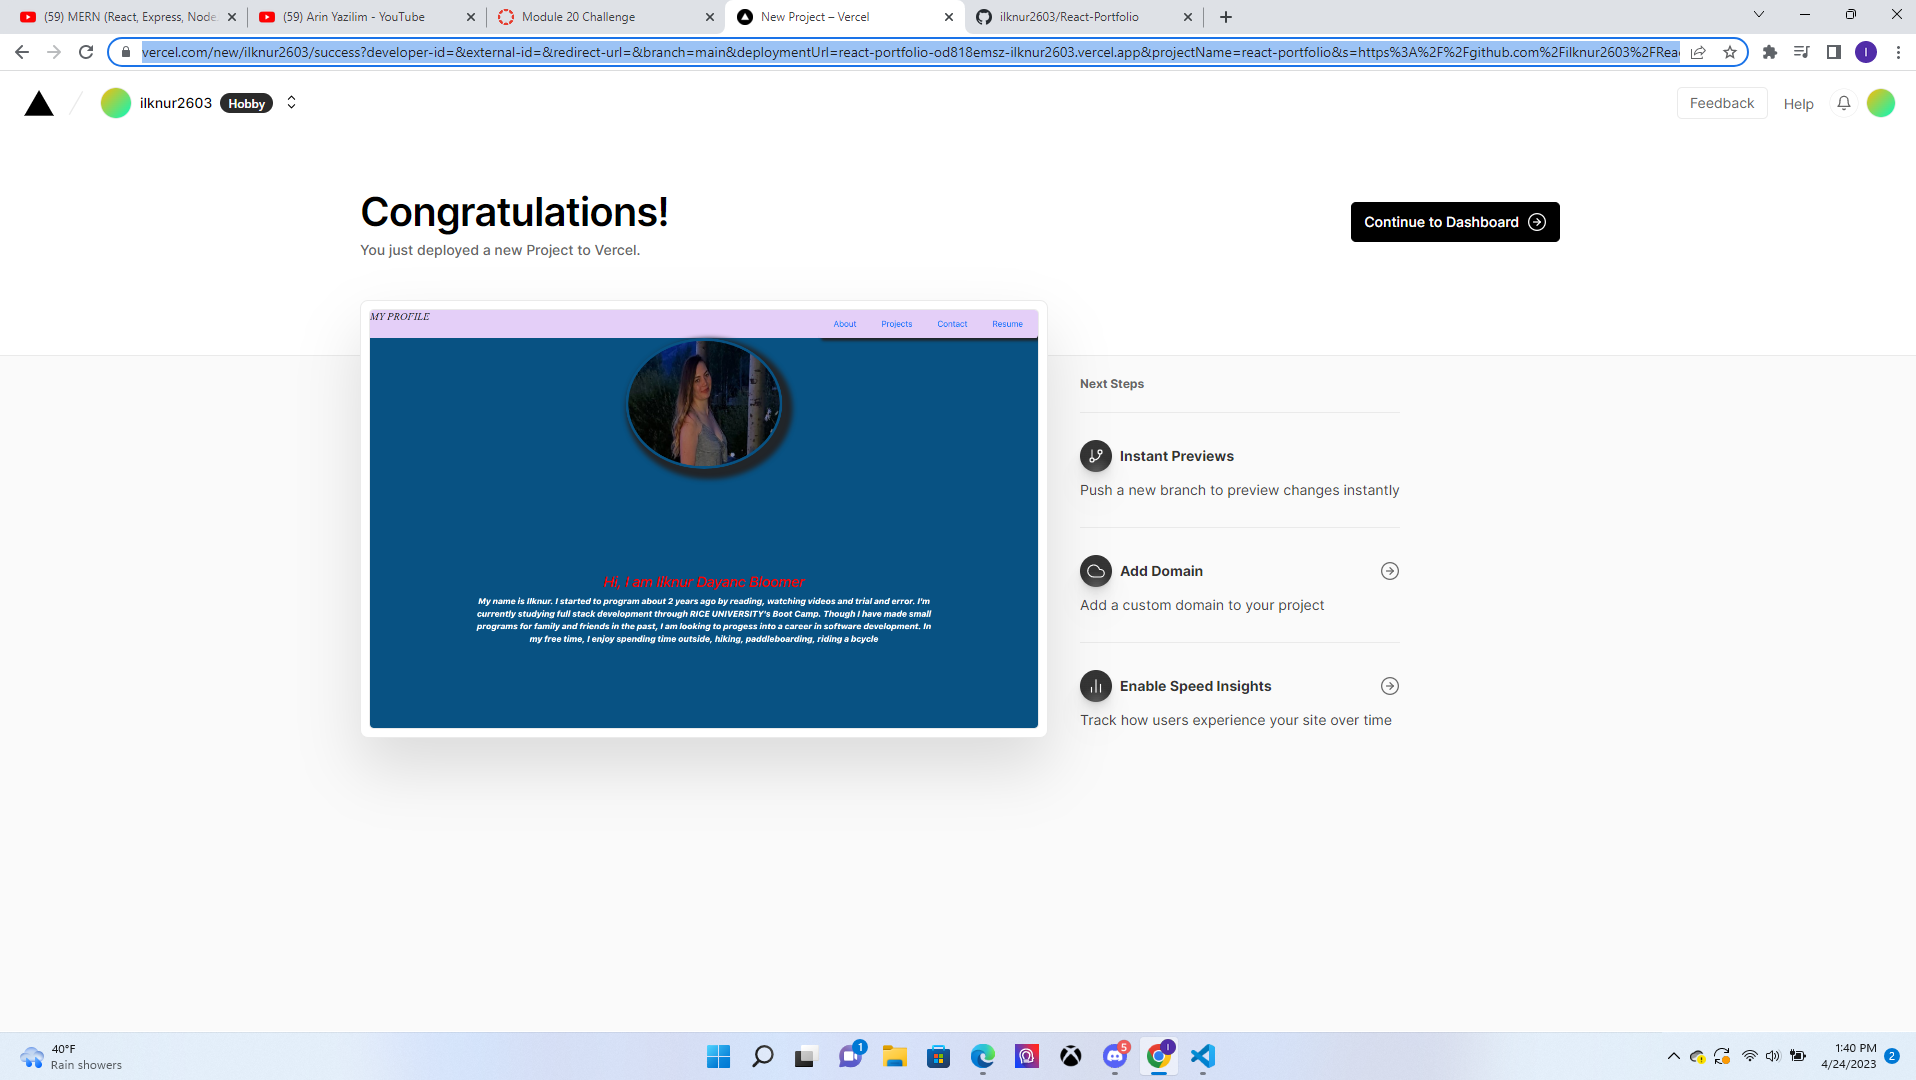 (59) MERN (React, Express, Node.
(59) Arin Yazilim - YouTube
Module 20 Challenge
New Project – Vercel
ilknur2603/React-Portfolio
vercel.com/new/ilknur2603/success?developer-id=&external-id=&redirect-url=&branch=main&deploymentUrl=react-portfolio-od818emsz-ilknur2603.vercel.app&projectName=react-portfolio&s=https%3A%2F%2Fgithub.com%2Filknur2603%2FRea
I
ilknur2603
Hobby
Feedback
Help
Congratulations!
You just deployed a new Project to Vercel.
Continue to Dashboard
MY PROFILE
About
Projects
Contact
Resume
Hi, I am Ilknur Dayanc Bloomer
My name is Ilknur. I started to program about 2 years ago by reading, watching videos and trial and error. I'm
currently studying full stack development through RICE UNIVERSITY's Boot Camp. Though I have made small
programs for family and friends in the past, I am looking to progess into a career in software development. In
my free time, I enjoy spending time outside, hiking, paddleboarding, riding a bcycle
Next Steps
Instant Previews
Push a new branch to preview changes instantly
Add Domain
Add a custom domain to your project
Enable Speed Insights
Track how users experience your site over time
40°F
Rain showers
1
5
I
1:40 PM
4/24/2023
2